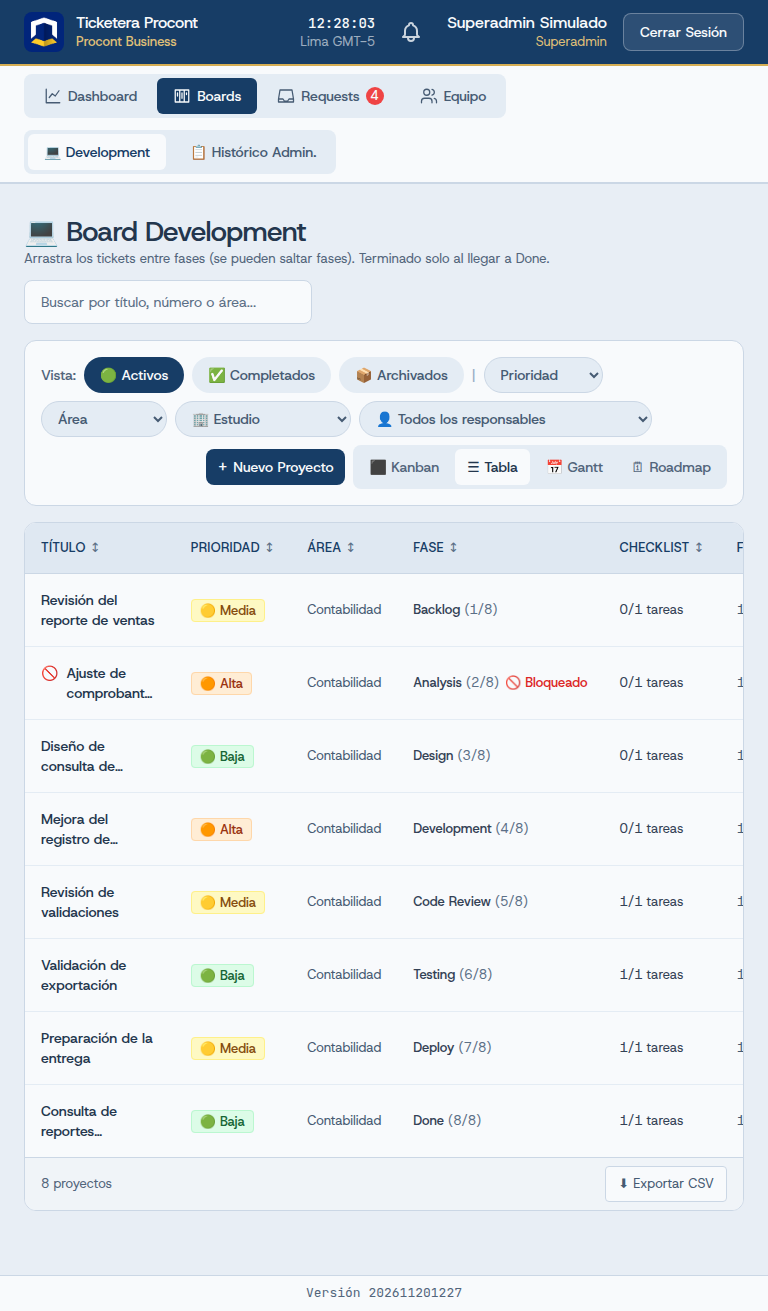 Ticketera Procont
Procont Business
12:28:03
Lima GMT-5
Superadmin Simulado
Superadmin
Cerrar Sesión
Dashboard
Boards
Requests 4
Equipo
Development
Histórico Admin.
Board Development
Arrastra los tickets entre fases (se pueden saltar fases). Terminado solo al llegar a Done.
Buscar por título, número o área...
Vista: Activos Completados Archivados | Prioridad
Área Estudio Todos los responsables
+ Nuevo Proyecto Kanban Tabla Gantt Roadmap
TÍTULO ↕ PRIORIDAD ↕ ÁREA ↕ FASE ↕ CHECKLIST ↕ F
Revisión del
reporte de ventas
Media Contabilidad Backlog (1/8) 0/1 tareas 1
Ajuste de
comprobant…
Alta Contabilidad Analysis (2/8) Bloqueado 0/1 tareas 1
Diseño de
consulta de…
Baja Contabilidad Design (3/8) 0/1 tareas 1
Mejora del
registro de…
Alta Contabilidad Development (4/8) 0/1 tareas 1
Revisión de
validaciones
Media Contabilidad Code Review (5/8) 1/1 tareas 1
Validación de
exportación
Baja Contabilidad Testing (6/8) 1/1 tareas 1
Preparación de la
entrega
Media Contabilidad Deploy (7/8) 1/1 tareas 1
Consulta de
reportes…
Baja Contabilidad Done (8/8) 1/1 tareas 1
8 proyectos
⬇ Exportar CSV
Versión 202611201227